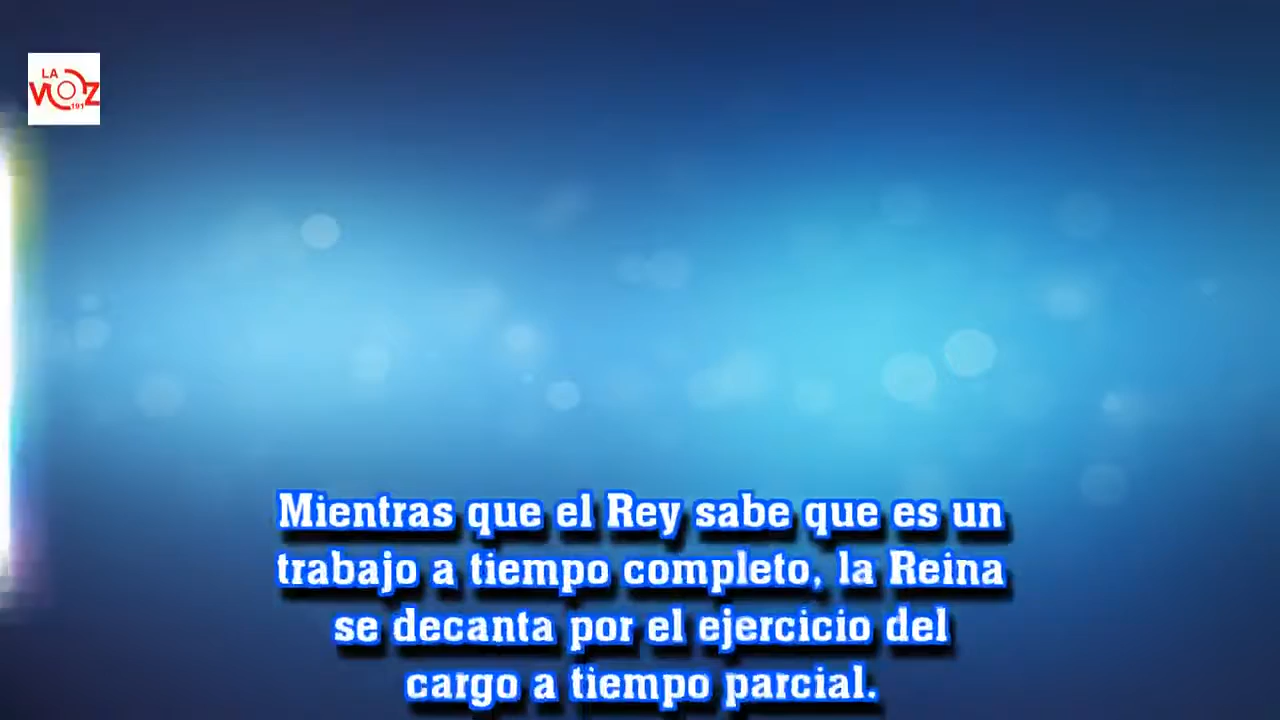 LA
VOZ
191
Mientras que el Rey sabe que es un
trabajo a tiempo completo, la Reina
se decanta por el ejercicio del
cargo a tiempo parcial.